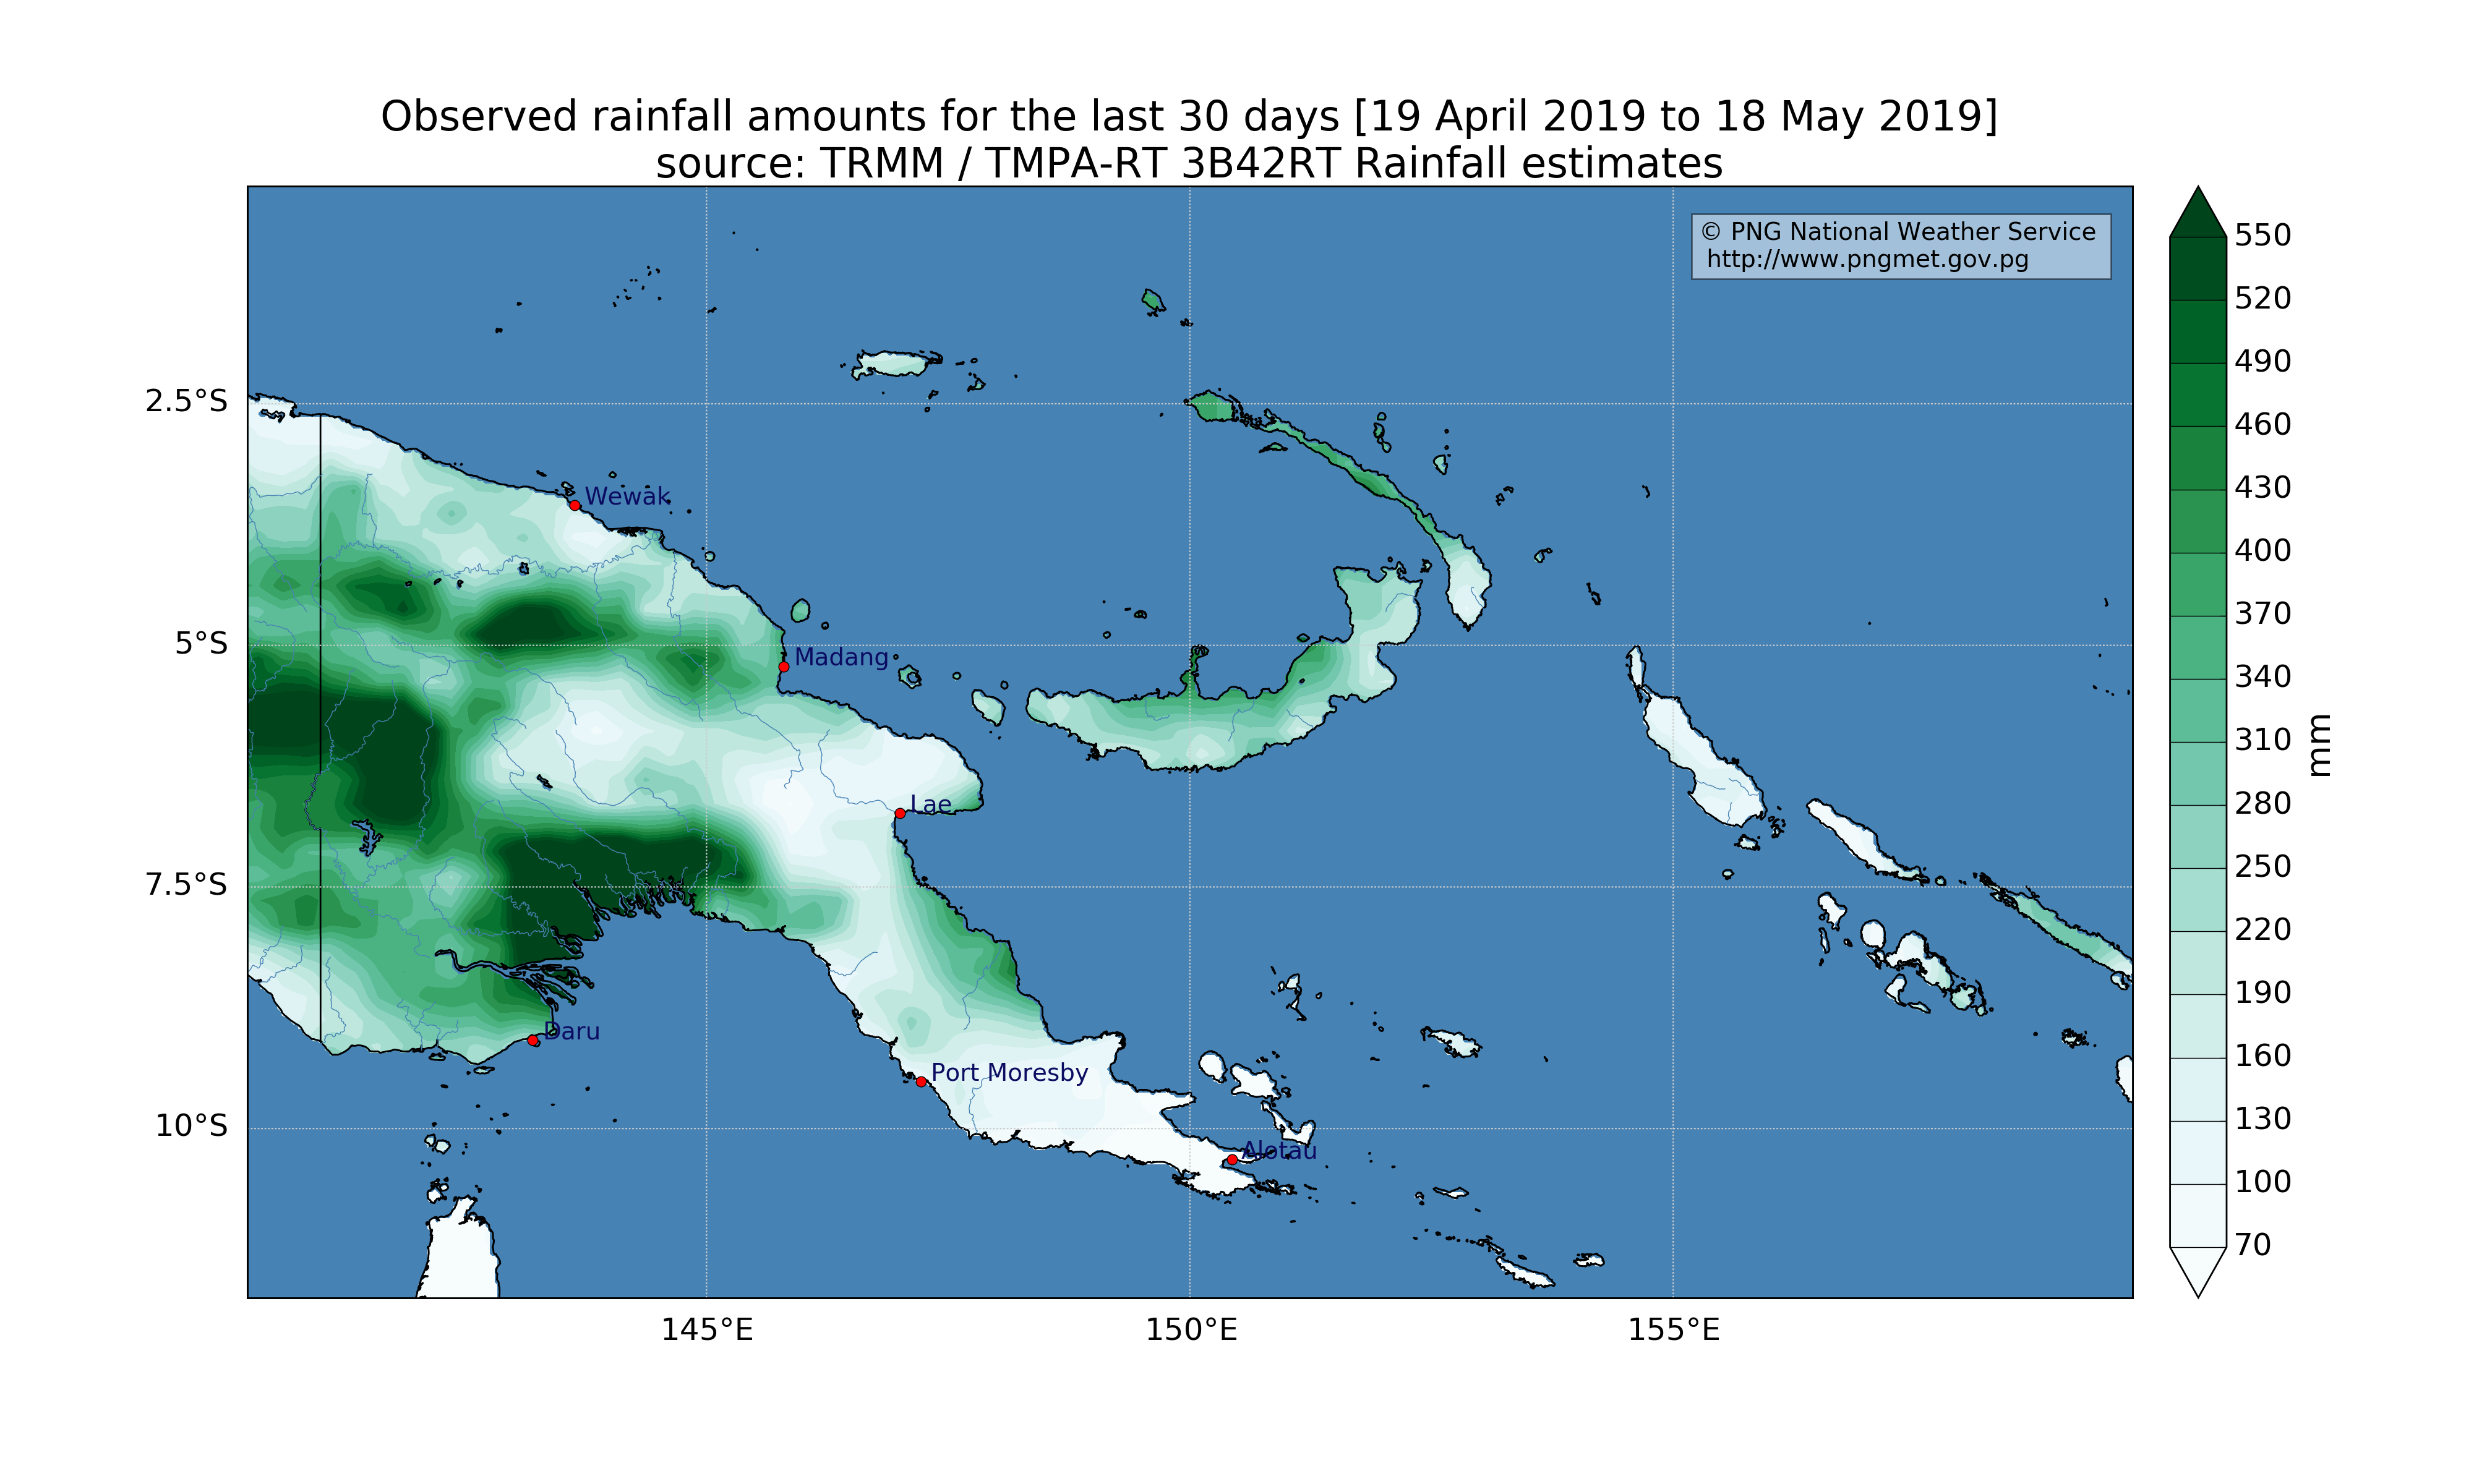 Observed rainfall amounts for the last 30 days [19 April 2019 to 18 May 2019]
source: TRMM / TMPA-RT 3B42RT Rainfall estimates
© PNG National Weather Service
http://www.pngmet.gov.pg
550
520
490
460
430
400
370
340
310
280
250
220
190
160
130
100
70
mm
2.5°S
5°S
7.5°S
10°S
Wewak
Madang
Lae
Daru
Port Moresby
Alotau
145°E
150°E
155°E